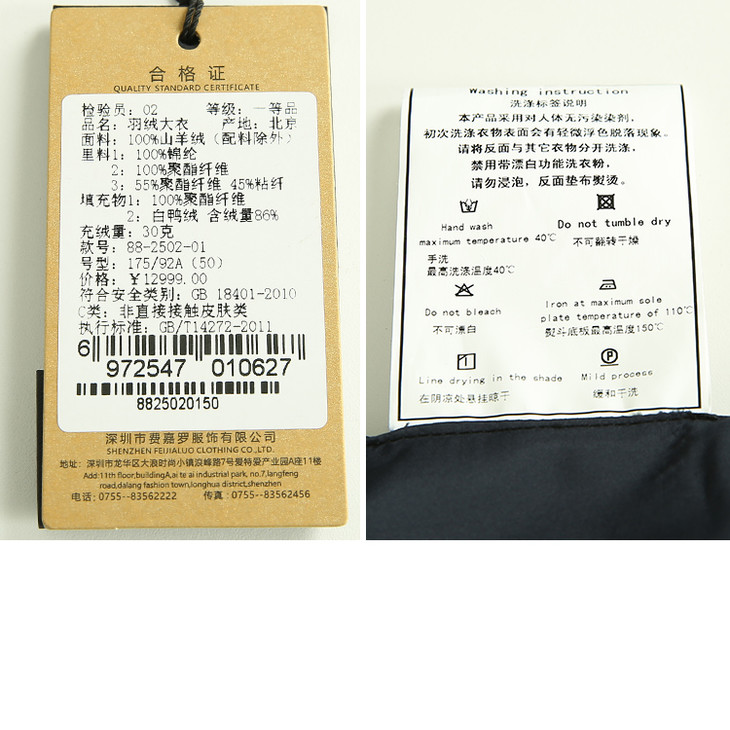 合格证
QUALITY STANDARD CERTIFICATE
检验员: 02 等级: 一等品
品名: 羽绒大衣 产地: 北京
面料: 100%山羊绒(配料除外)
里料1: 100%锦纶
2: 100%聚酯纤维
3: 55%聚酯纤维 45%粘纤
填充物1: 100%聚酯纤维
2: 白鸭绒 含绒量86%
充绒量: 30克
款号: 88-2502-01
号型: 175/92A (50)
价格: ¥12999.00
符合安全类别: GB 18401-2010
C类: 非直接接触皮肤类
执行标准: GB/T14272-2011
6 972547 010627
8825020150
深圳市费嘉罗服饰有限公司
SHENZHEN FEIJIALUO CLOTHING CO.,LTD.
地址: 深圳市龙华区大浪时尚小镇浪峰路7号爱特爱产业园A座11楼
Add:11th floor,buildingA,ai te ai industrial park, no.7,langfeng
road,dalang fashion town,longhua district,shenzhen
电话: 0755--83562222 传真: 0755--83562456
Washing instruction
洗涤标签说明
本产品采用对人体无污染染剂,
初次洗涤衣物表面会有轻微浮色脱落现象。
请将反面与其它衣物分开洗涤,
禁用带漂白功能洗衣粉,
请勿浸泡, 反面垫布熨烫。
Hand wash
maximum temperature 40℃
手洗
最高洗涤温度40℃
Do not tumble dry
不可翻转干燥
Do not bleach
不可漂白
Iron at maximum sole
plate temperature of 110℃
熨斗底板最高温度150℃
Line drying in the shade
在阴凉处悬挂晾干
P
Mild process
缓和干洗